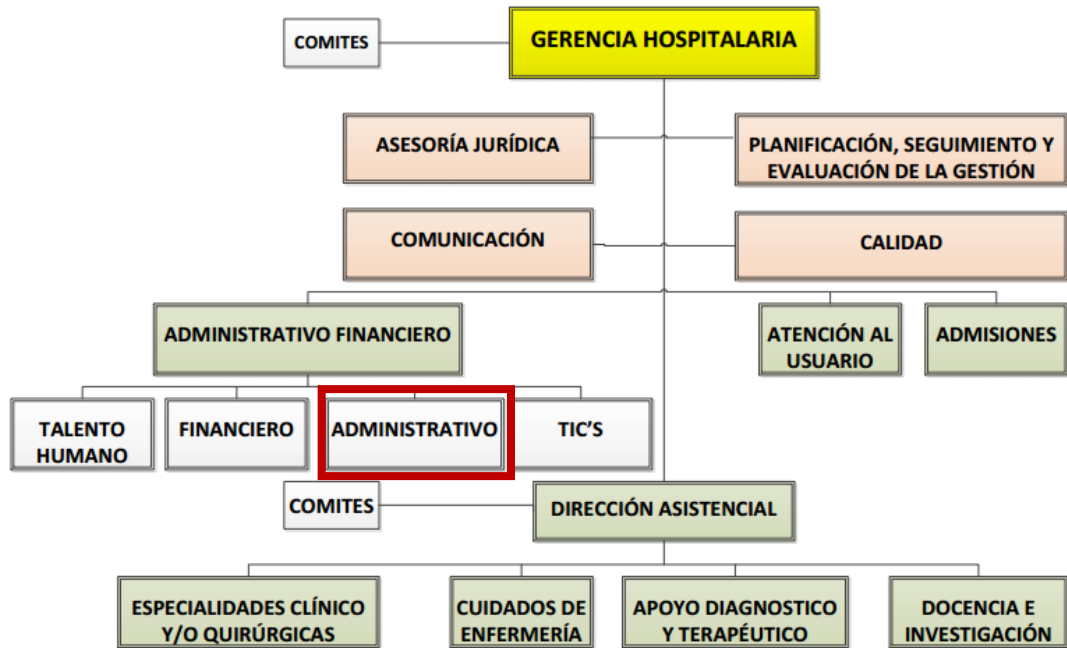 COMITES
GERENCIA HOSPITALARIA
ASESORÍA JURÍDICA
PLANIFICACIÓN, SEGUIMIENTO Y
EVALUACIÓN DE LA GESTIÓN
COMUNICACIÓN
CALIDAD
ADMINISTRATIVO FINANCIERO
ATENCIÓN AL
USUARIO
ADMISIONES
TALENTO
HUMANO
FINANCIERO
ADMINISTRATIVO
TIC'S
COMITES
DIRECCIÓN ASISTENCIAL
ESPECIALIDADES CLÍNICO
Y/O QUIRÚRGICAS
CUIDADOS DE
ENFERMERÍA
APOYO DIAGNOSTICO
Y TERAPÉUTICO
DOCENCIA E
INVESTIGACIÓN